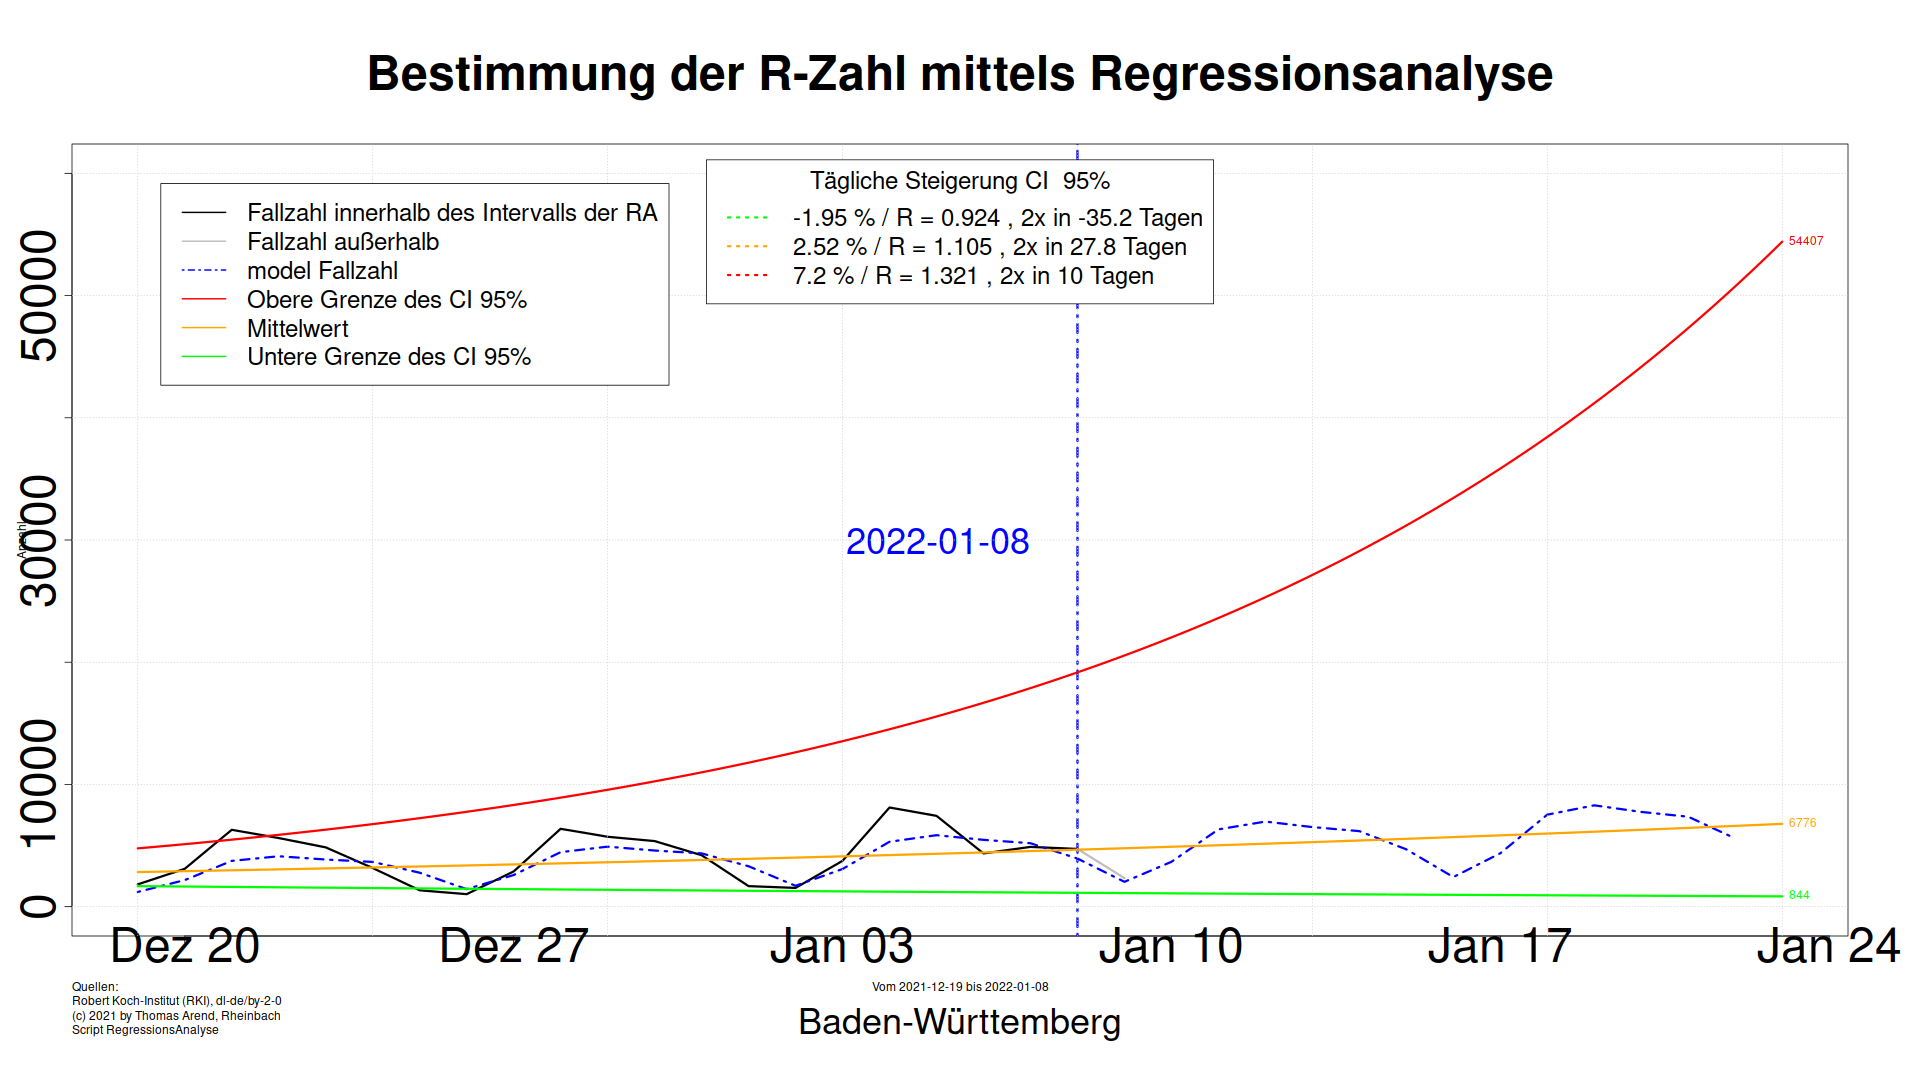 Bestimmung der R-Zahl mittels Regressionsanalyse
Fallzahl innerhalb des Intervalls der RA
Fallzahl außerhalb
model Fallzahl
Obere Grenze des CI 95%
Mittelwert
Untere Grenze des CI 95%
Tägliche Steigerung CI  95%
-1.95 % / R = 0.924 , 2x in -35.2 Tagen
2.52 % / R = 1.105 , 2x in 27.8 Tagen
7.2 % / R = 1.321 , 2x in 10 Tagen
54407
6776
844
2022-01-08
Anzahl
50000
30000
10000
0
Dez 20
Dez 27
Jan 03
Jan 10
Jan 17
Jan 24
Quellen:
Robert Koch-Institut (RKI), dl-de/by-2-0
(c) 2021 by Thomas Arend, Rheinbach
Script RegressionsAnalyse
Vom 2021-12-19 bis 2022-01-08
Baden-Württemberg